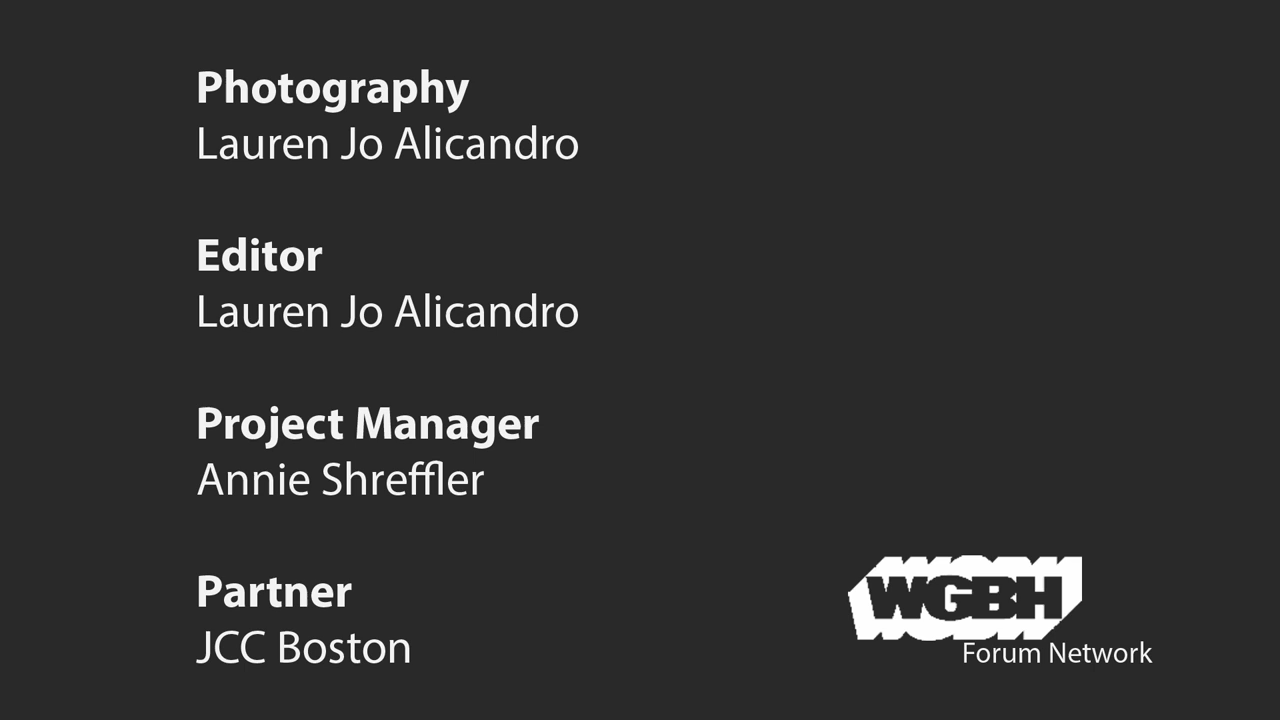 Photography
Lauren Jo Alicandro
Editor
Lauren Jo Alicandro
Project Manager
Annie Shreffler
Partner
JCC Boston
WGBH
Forum Network